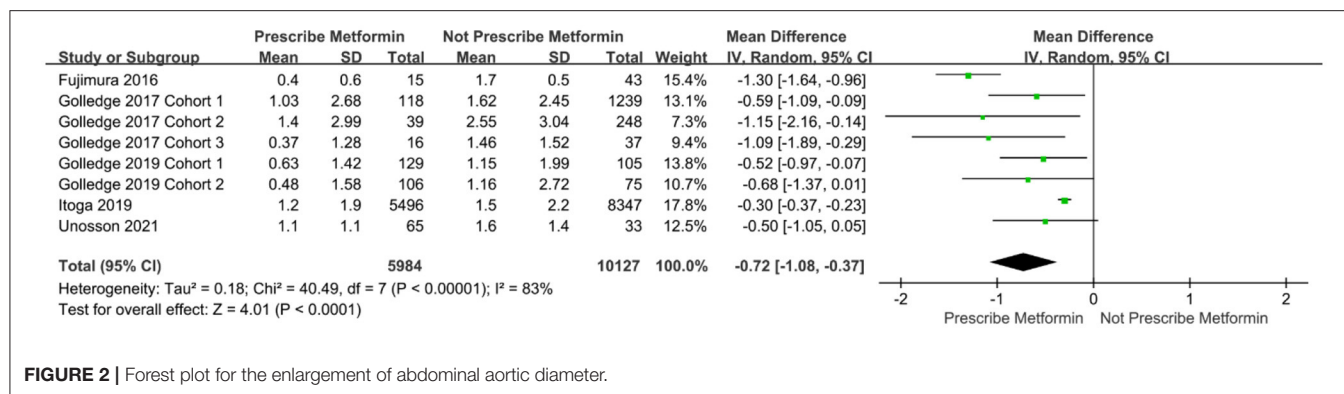 Prescribe Metformin Not Prescribe Metformin Mean Difference Mean Difference
Study or Subgroup Mean SD Total Mean SD Total Weight IV, Random, 95% CI IV, Random, 95% CI
Fujimura 2016 0.4 0.6 15 1.7 0.5 43 15.4% -1.30 [-1.64, -0.96]
Golledge 2017 Cohort 1 1.03 2.68 118 1.62 2.45 1239 13.1% -0.59 [-1.09, -0.09]
Golledge 2017 Cohort 2 1.4 2.99 39 2.55 3.04 248 7.3% -1.15 [-2.16, -0.14]
Golledge 2017 Cohort 3 0.37 1.28 16 1.46 1.52 37 9.4% -1.09 [-1.89, -0.29]
Golledge 2019 Cohort 1 0.63 1.42 129 1.15 1.99 105 13.8% -0.52 [-0.97, -0.07]
Golledge 2019 Cohort 2 0.48 1.58 106 1.16 2.72 75 10.7% -0.68 [-1.37, 0.01]
Itoga 2019 1.2 1.9 5496 1.5 2.2 8347 17.8% -0.30 [-0.37, -0.23]
Unosson 2021 1.1 1.1 65 1.6 1.4 33 12.5% -0.50 [-1.05, 0.05]
Total (95% CI) 5984 10127 100.0% -0.72 [-1.08, -0.37]
Heterogeneity: Tau² = 0.18; Chi² = 40.49, df = 7 (P < 0.00001); I² = 83%
Test for overall effect: Z = 4.01 (P < 0.0001)
-2 -1 0 1 2
Prescribe Metformin Not Prescribe Metformin
FIGURE 2 | Forest plot for the enlargement of abdominal aortic diameter.